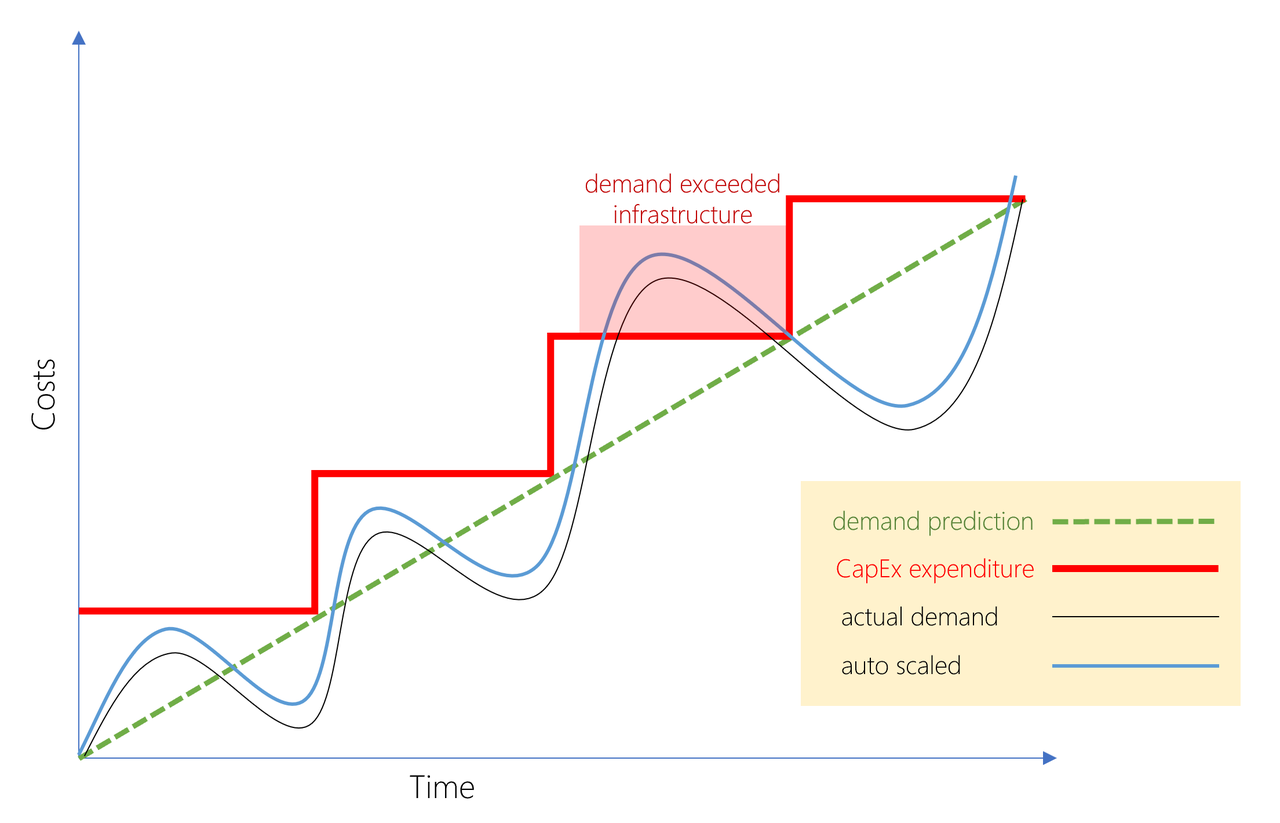 demand exceeded
infrastructure
Costs
demand prediction
CapEx expenditure
actual demand
auto scaled
Time